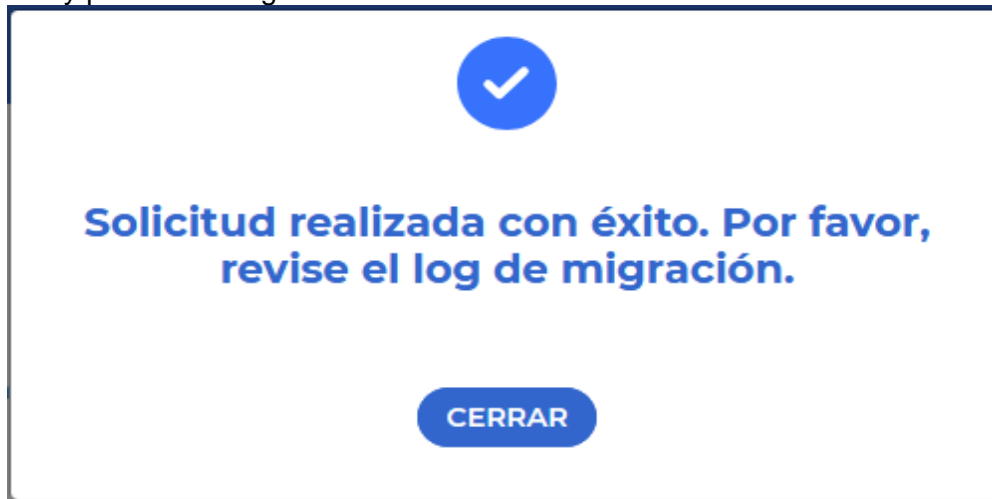 Solicitud realizada con éxito. Por favor,
revise el log de migración.
CERRAR